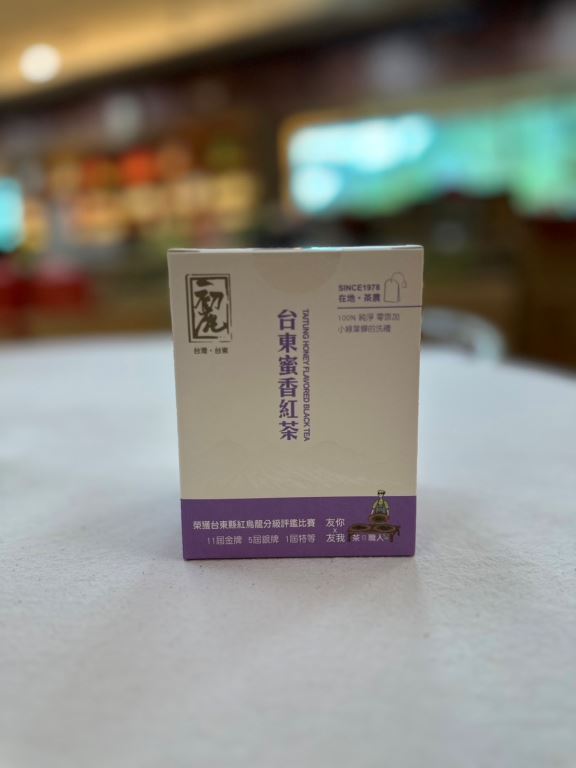 初鹿
台灣・台東
SINCE1978
在地・茶農
100% 純淨 零添加
小綠葉蟬的洗禮
台東蜜香紅茶
TAITUNG HONEY FLAVORED BLACK TEA
榮獲台東縣紅烏龍分級評鑑比賽
11屆金牌 5屆銀牌 1屆特等
友你
x
友我
茶 職人